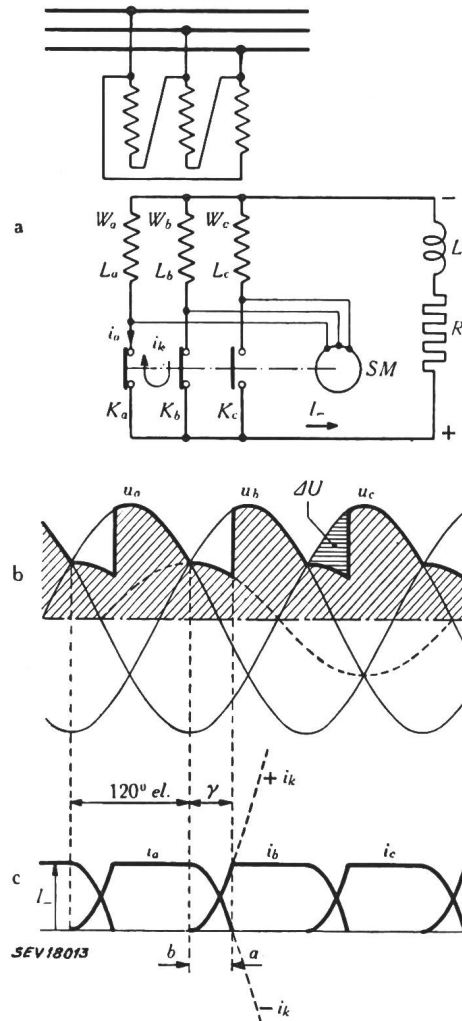 a
W_a W_b W_c
L_a L_b L_c L
R
i_a i_k
SM
K_a K_b K_c I_– +
–
u_a u_b ΔU u_c
b
+ i_k
120° el. γ
i_a i_b i_c
c
I_–
SEV18013
b a
– i_k